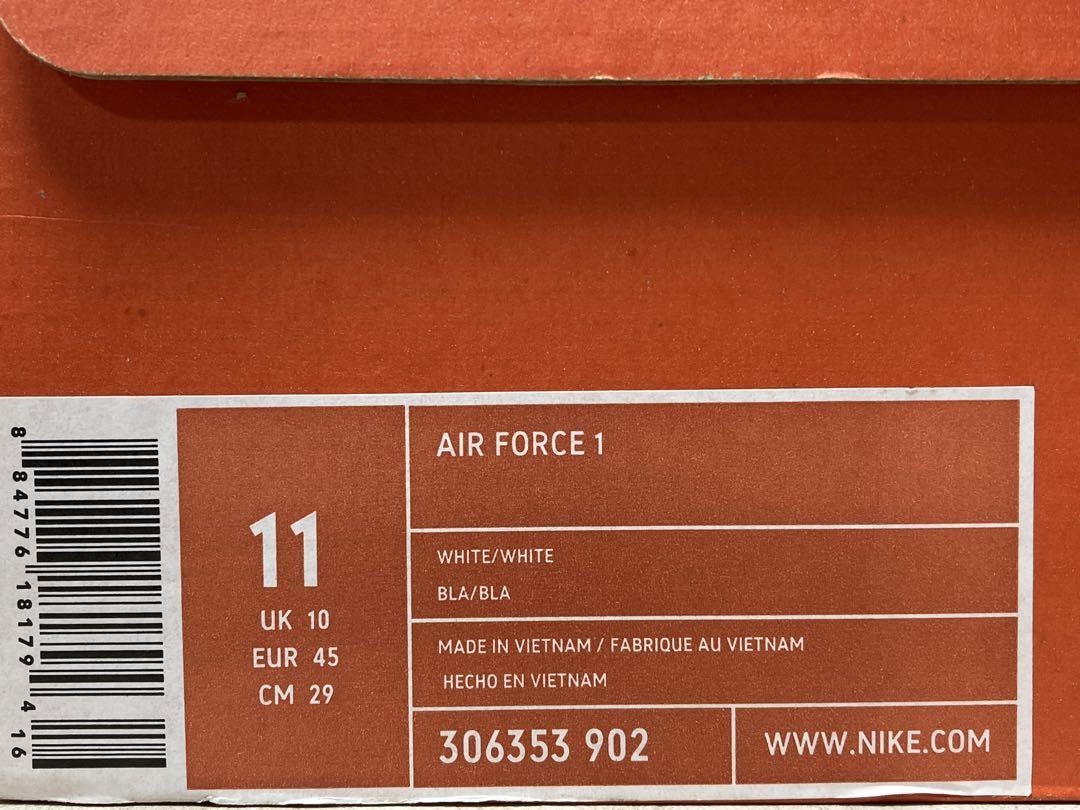 8 84776 18179 4 16
11
UK 10
EUR 45
CM 29
AIR FORCE 1
WHITE/WHITE
BLA/BLA
MADE IN VIETNAM / FABRIQUE AU VIETNAM
HECHO EN VIETNAM
306353 902
WWW.NIKE.COM